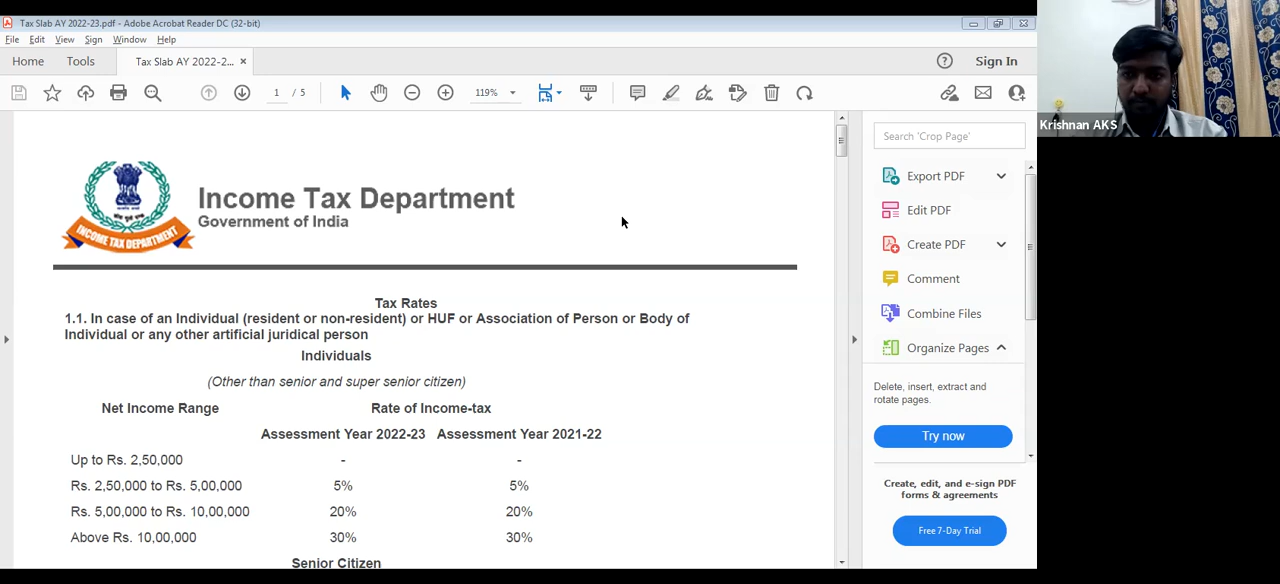 Tax Slab AY 2022-23.pdf - Adobe Acrobat Reader DC (32-bit)
File Edit View Sign Window Help
Home Tools Tax Slab AY 2022-2... × Sign In
1 / 5 119%
Krishnan AKS
Search 'Crop Page'
Export PDF
Edit PDF
Create PDF
Comment
Combine Files
Organize Pages
Delete, insert, extract and
rotate pages.
Try now
Create, edit, and e-sign PDF
forms & agreements
Free 7-Day Trial
INCOME TAX DEPARTMENT
Income Tax Department
Government of India
Tax Rates
1.1. In case of an Individual (resident or non-resident) or HUF or Association of Person or Body of
Individual or any other artificial juridical person
Individuals
(Other than senior and super senior citizen)
Net Income Range Rate of Income-tax
Assessment Year 2022-23 Assessment Year 2021-22
Up to Rs. 2,50,000 - -
Rs. 2,50,000 to Rs. 5,00,000 5% 5%
Rs. 5,00,000 to Rs. 10,00,000 20% 20%
Above Rs. 10,00,000 30% 30%
Senior Citizen